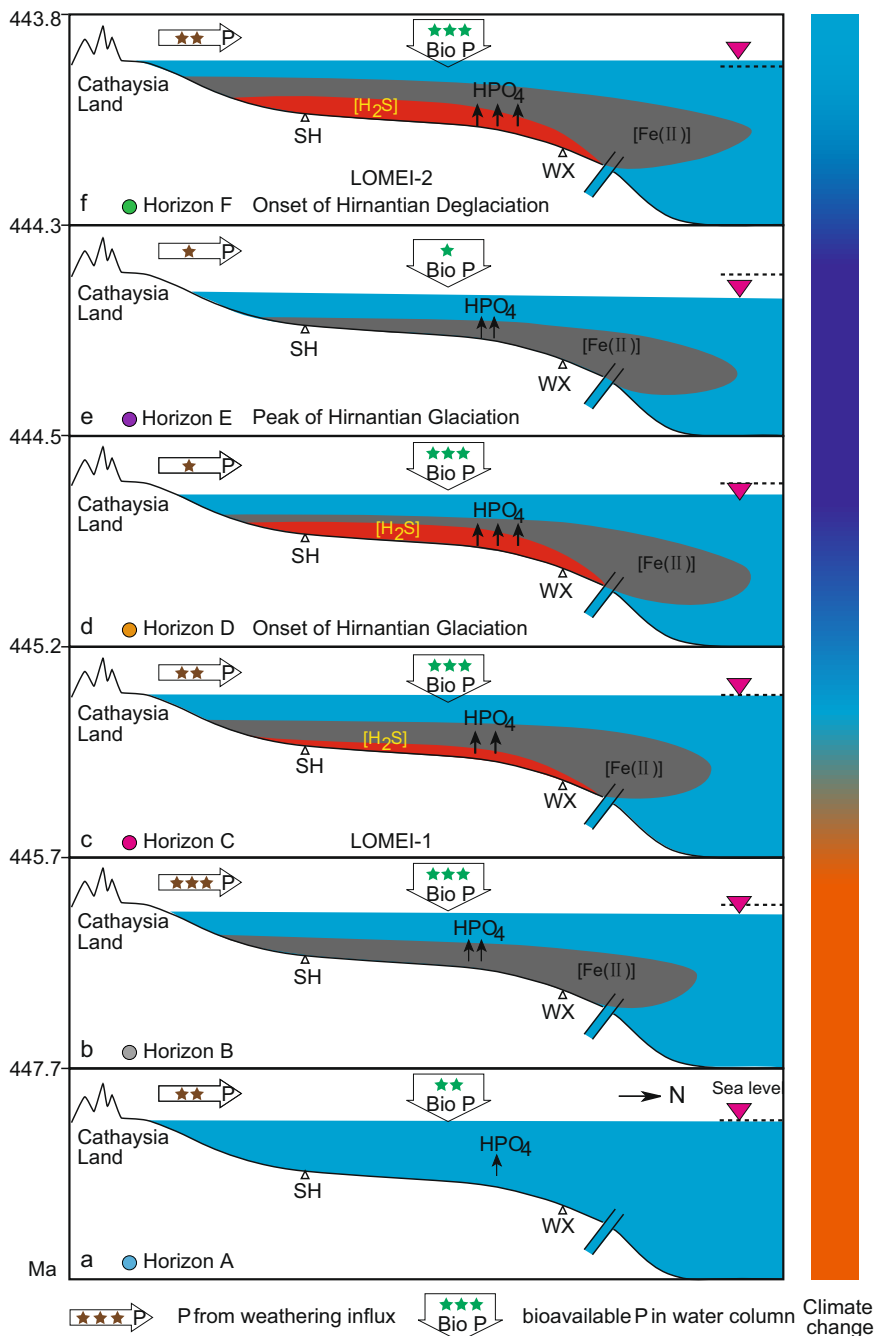 443.8
P
Bio P
Cathaysia
Land
HPO4
[H2S]
[Fe(II)]
SH
WX
LOMEI-2
f Horizon F Onset of Hirnantian Deglaciation
444.3
P
Bio P
Cathaysia
Land
HPO4
[Fe(II)]
SH
WX
e Horizon E Peak of Hirnantian Glaciation
444.5
P
Bio P
Cathaysia
Land
HPO4
[H2S]
[Fe(II)]
SH
WX
d Horizon D Onset of Hirnantian Glaciation
445.2
P
Bio P
Cathaysia
Land
HPO4
[H2S]
[Fe(II)]
SH
WX
c Horizon C LOMEI-1
445.7
P
Bio P
Cathaysia
Land
HPO4
[Fe(II)]
SH
WX
b Horizon B
447.7
P
Bio P
N
Sea level
Cathaysia
Land
HPO4
SH
WX
a Horizon A
Ma
P P from weathering influx Bio P bioavailable P in water column
Climate
change